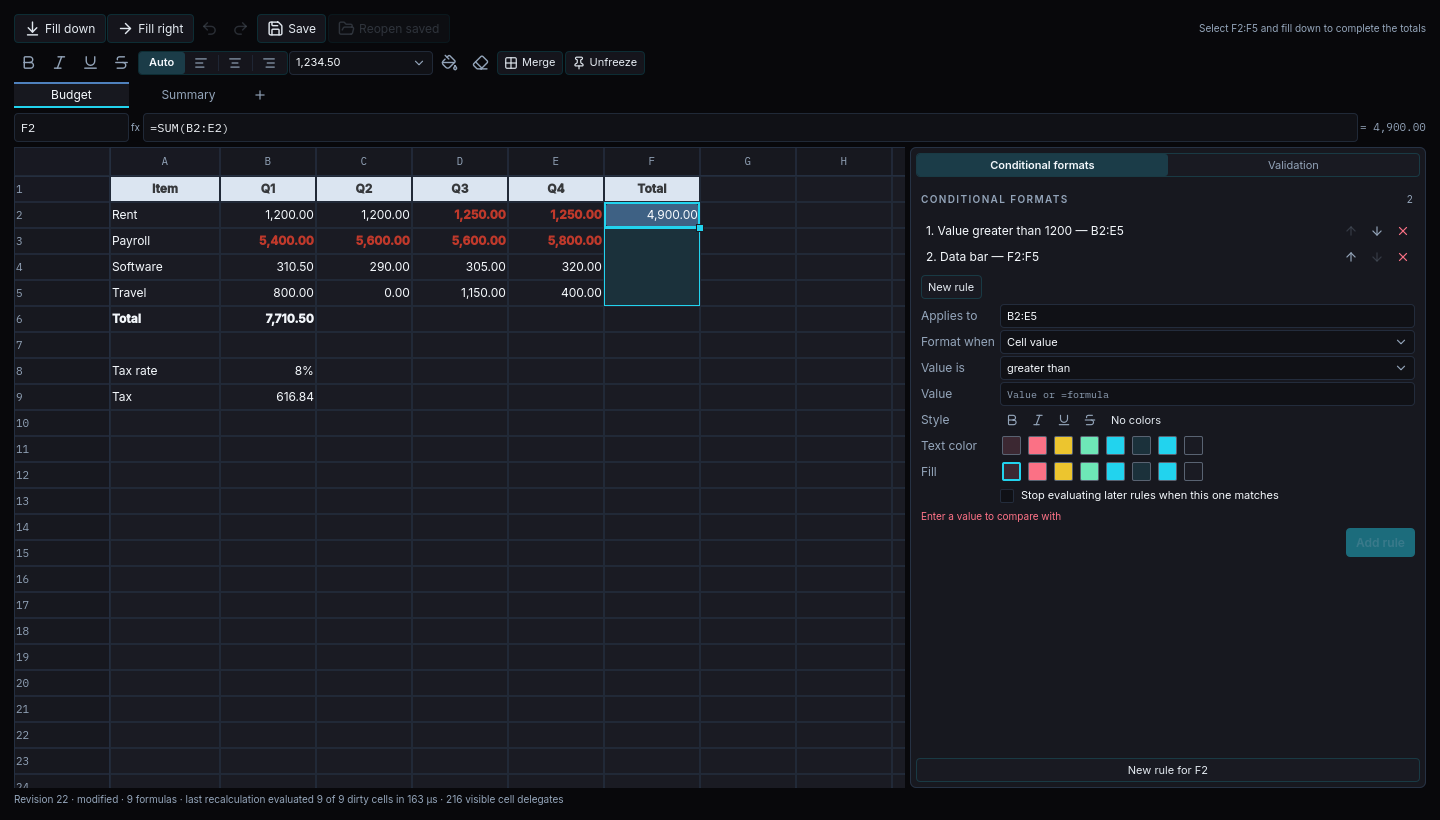 Fill down Fill right Save Reopen saved Select F2:F5 and fill down to complete the totals
Auto 1,234.50 Merge Unfreeze
Budget Summary +
F2 fx =SUM(B2:E2) = 4,900.00
A B C D E F G H
1 Item Q1 Q2 Q3 Q4 Total
2 Rent 1,200.00 1,200.00 1,250.00 1,250.00 4,900.00
3 Payroll 5,400.00 5,600.00 5,600.00 5,800.00
4 Software 310.50 290.00 305.00 320.00
5 Travel 800.00 0.00 1,150.00 400.00
6 Total 7,710.50
7
8 Tax rate 8%
9 Tax 616.84
10
11
12
13
14
15
16
17
18
19
20
21
22
23
24
Conditional formats Validation
CONDITIONAL FORMATS 2
1. Value greater than 1200 — B2:E5
2. Data bar — F2:F5
New rule
Applies to B2:E5
Format when Cell value
Value is greater than
Value Value or =formula
Style B I U S No colors
Text color
Fill
Stop evaluating later rules when this one matches
Enter a value to compare with
Add rule
New rule for F2
Revision 22 · modified · 9 formulas · last recalculation evaluated 9 of 9 dirty cells in 163 µs · 216 visible cell delegates